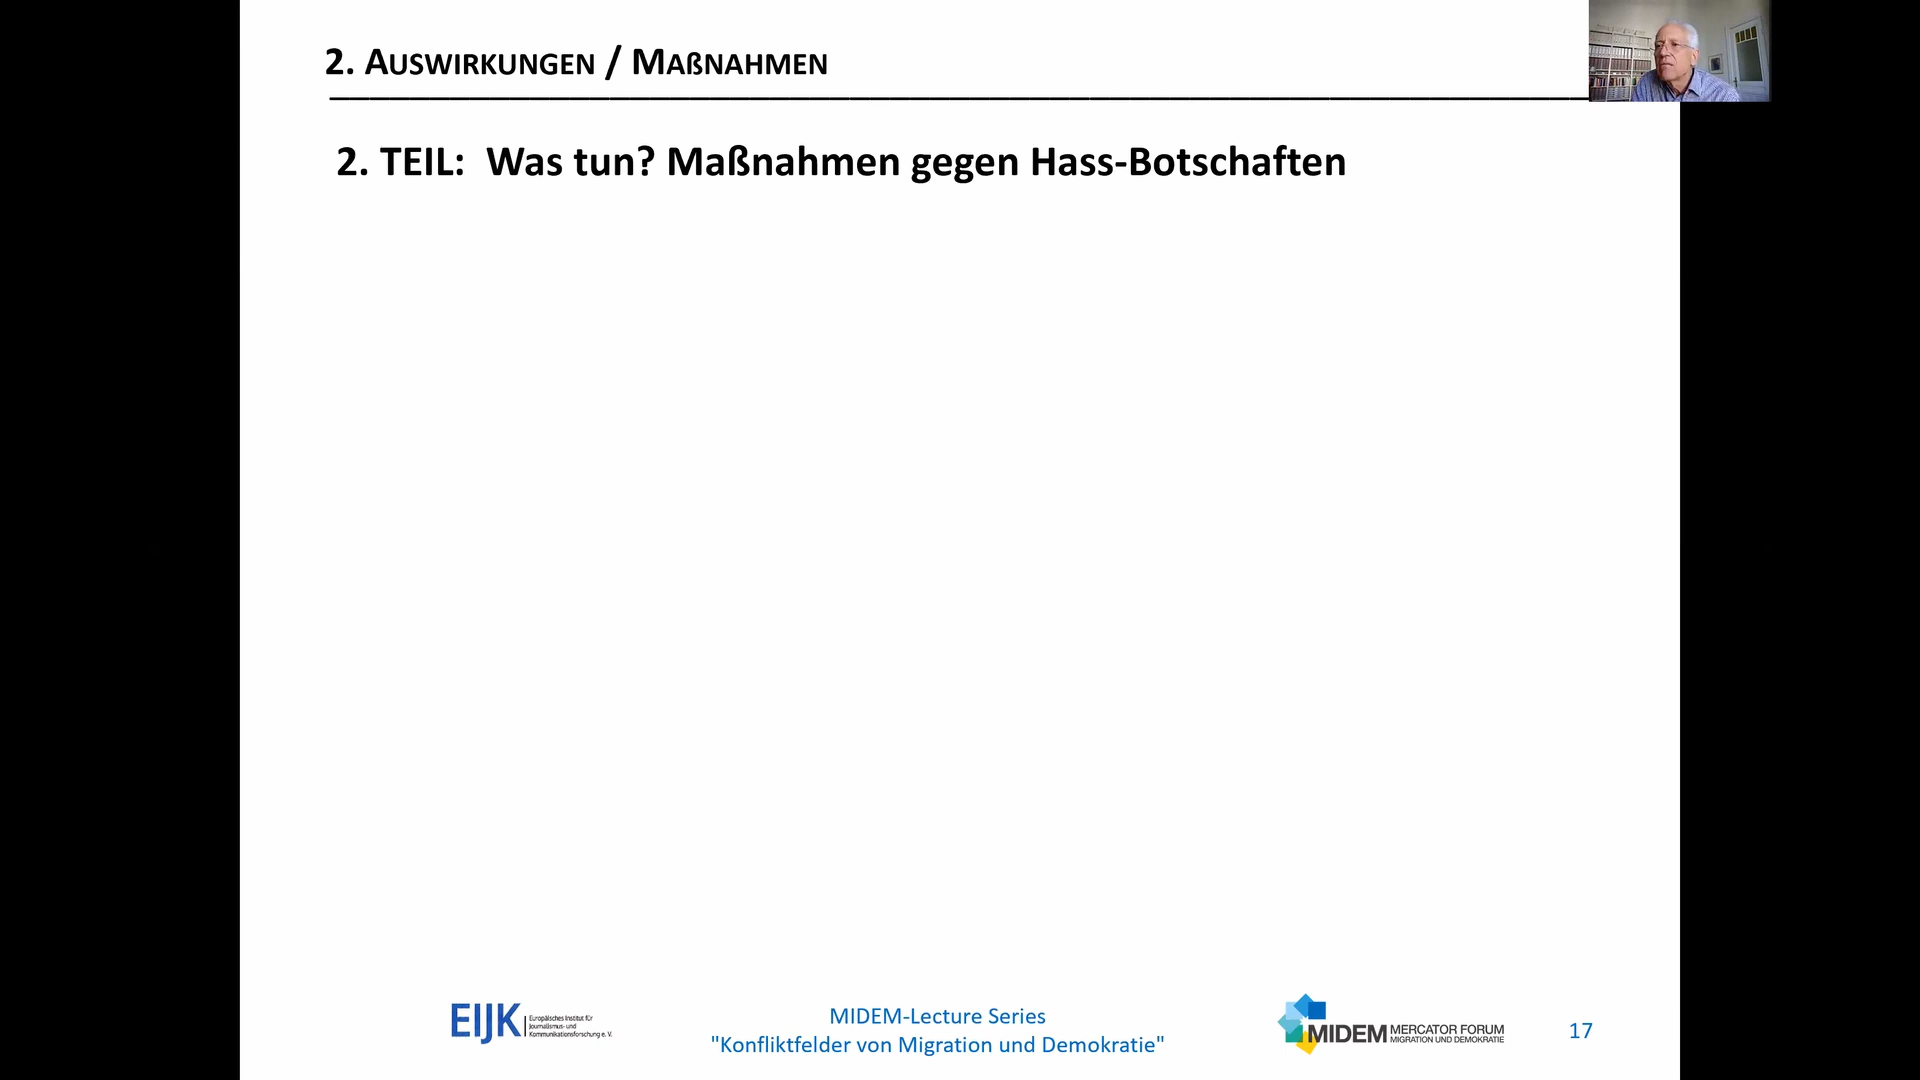 2. AUSWIRKUNGEN / MAßNAHMEN
2. TEIL: Was tun? Maßnahmen gegen Hass-Botschaften
EIJK
Europäisches Institut für
Journalismus- und
Kommunikationsforschung e. V.
MIDEM-Lecture Series
"Konfliktfelder von Migration und Demokratie"
MIDEM
MERCATOR FORUM
MIGRATION UND DEMOKRATIE
17